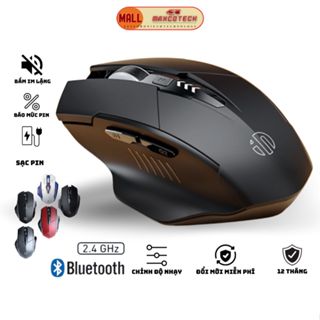 MALL
MAXCOTECH
BẤM IM LẶNG
BÁO MỨC PIN
SẠC PIN
2.4 GHz
Bluetooth
CHỈNH ĐỘ NHẠY
ĐỔI MỚI MIỄN PHÍ
12 THÁNG